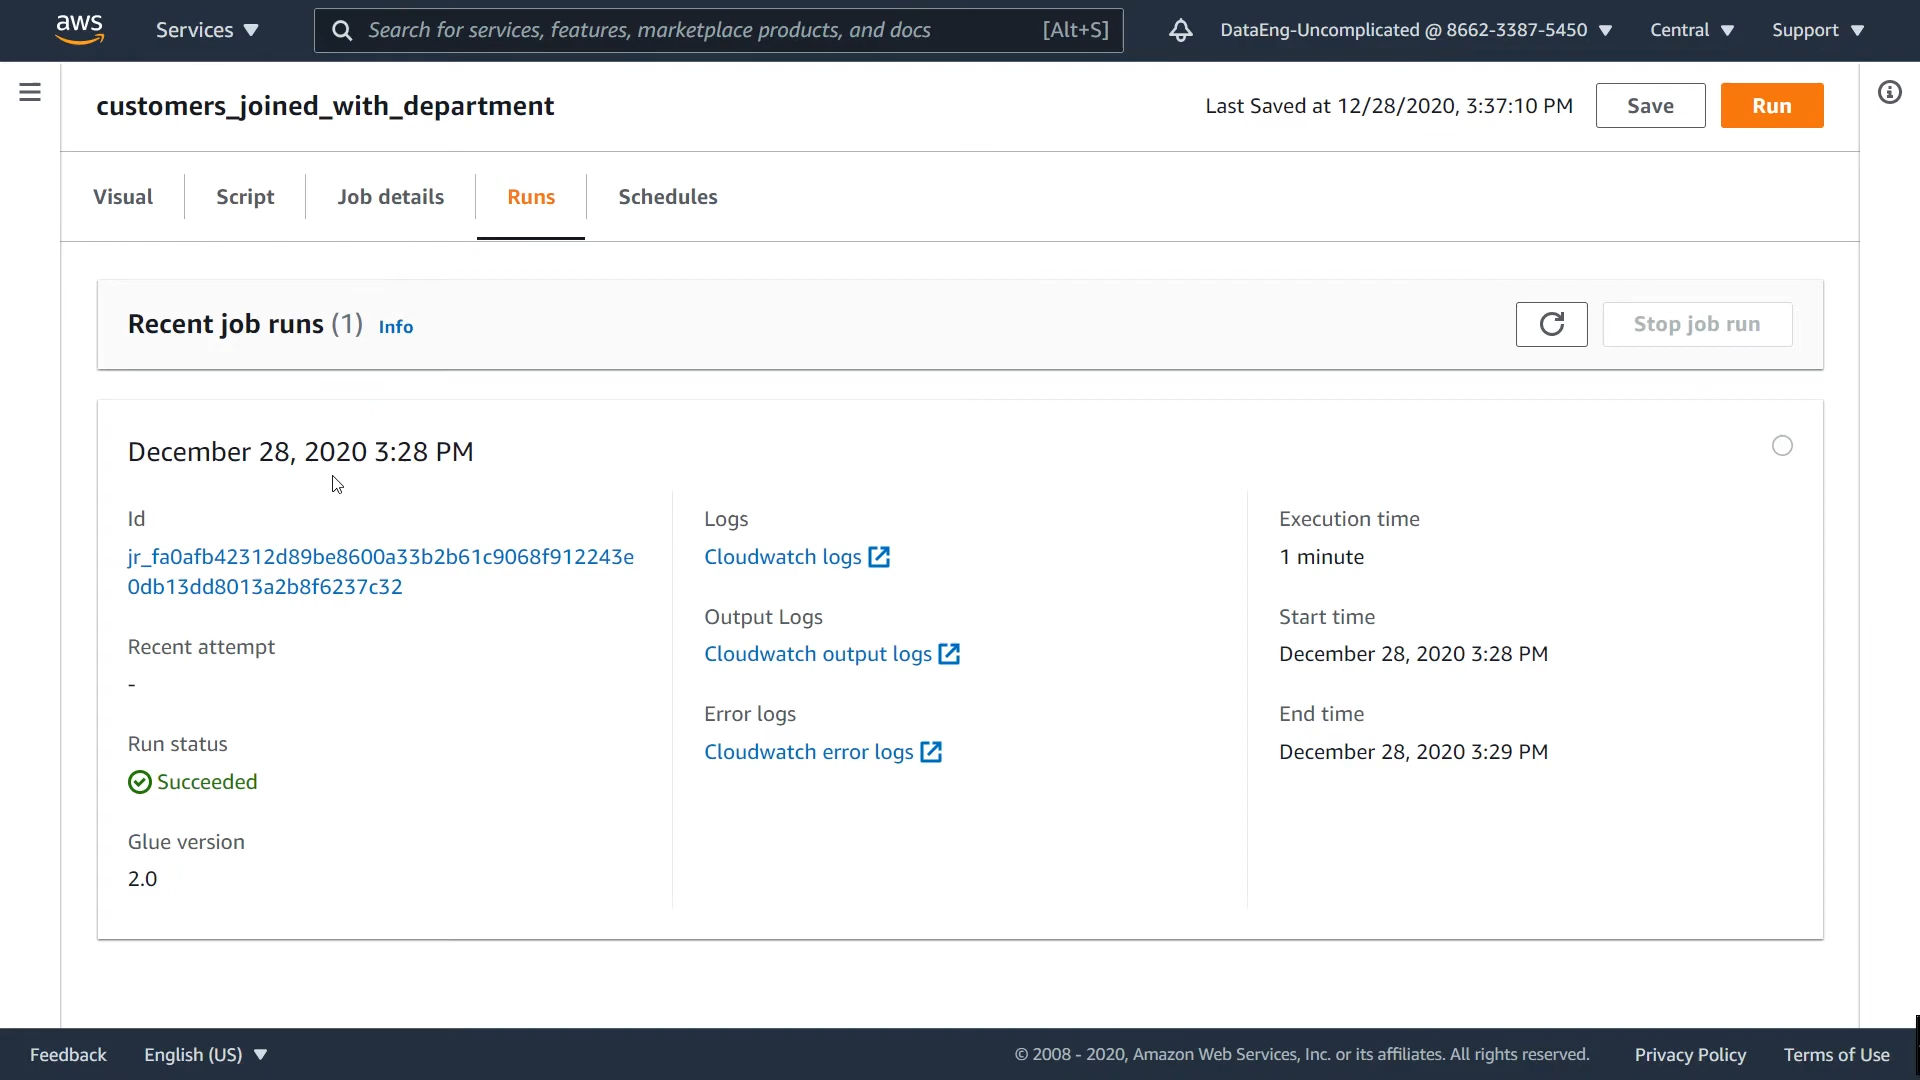 aws Services Search for services, features, marketplace products, and docs [Alt+S] DataEng-Uncomplicated @ 8662-3387-5450 Central Support
customers_joined_with_department Last Saved at 12/28/2020, 3:37:10 PM Save Run
Visual Script Job details Runs Schedules
Recent job runs (1) Info Stop job run
December 28, 2020 3:28 PM
Id
jr_fa0afb42312d89be8600a33b2b61c9068f912243e
0db13dd8013a2b8f6237c32
Recent attempt
-
Run status
Succeeded
Glue version
2.0
Logs
Cloudwatch logs
Output Logs
Cloudwatch output logs
Error logs
Cloudwatch error logs
Execution time
1 minute
Start time
December 28, 2020 3:28 PM
End time
December 28, 2020 3:29 PM
Feedback English (US) © 2008 - 2020, Amazon Web Services, Inc. or its affiliates. All rights reserved. Privacy Policy Terms of Use